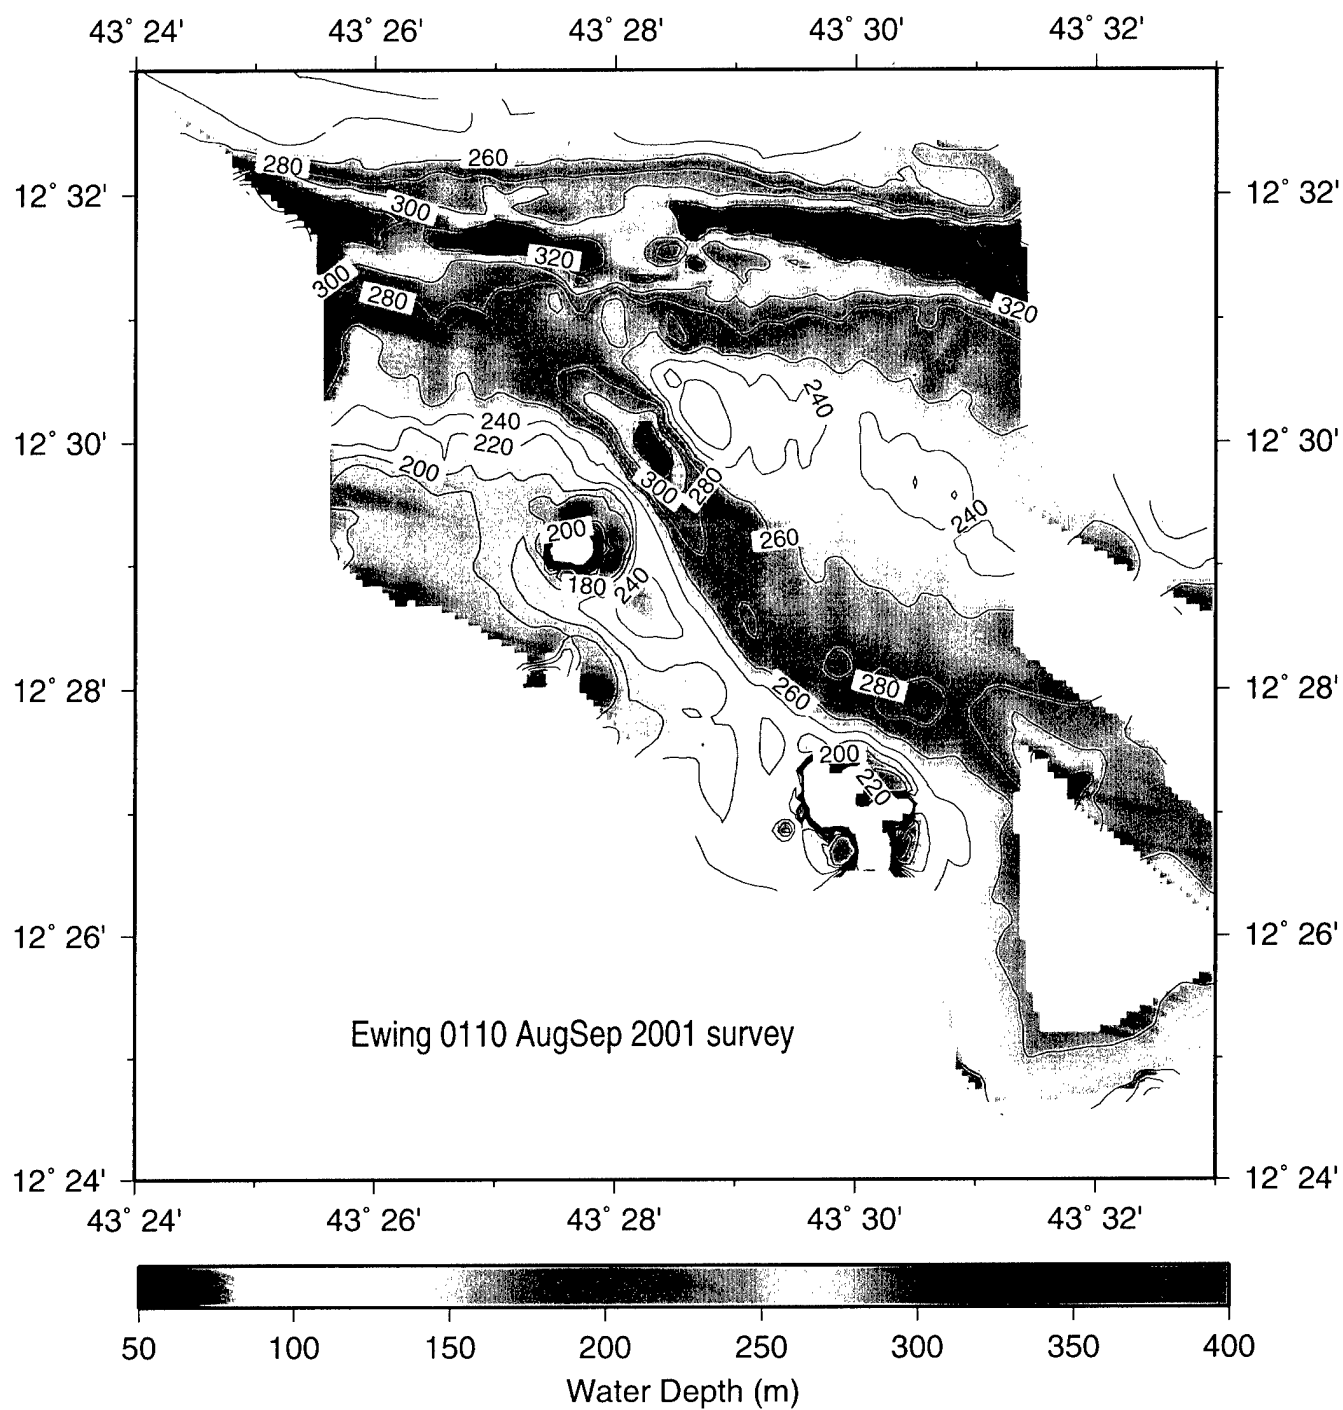 43° 24' 43° 26' 43° 28' 43° 30' 43° 32'
280 260
12° 32' 300 12° 32'
320
300 280 320
240
12° 30' 240 12° 30'
220
200 300 280
240
200 260
180 240
12° 28' 260 280 12° 28'
200
220
12° 26' 12° 26'
Ewing 0110 AugSep 2001 survey
12° 24' 12° 24'
43° 24' 43° 26' 43° 28' 43° 30' 43° 32'
50 100 150 200 250 300 350 400
Water Depth (m)